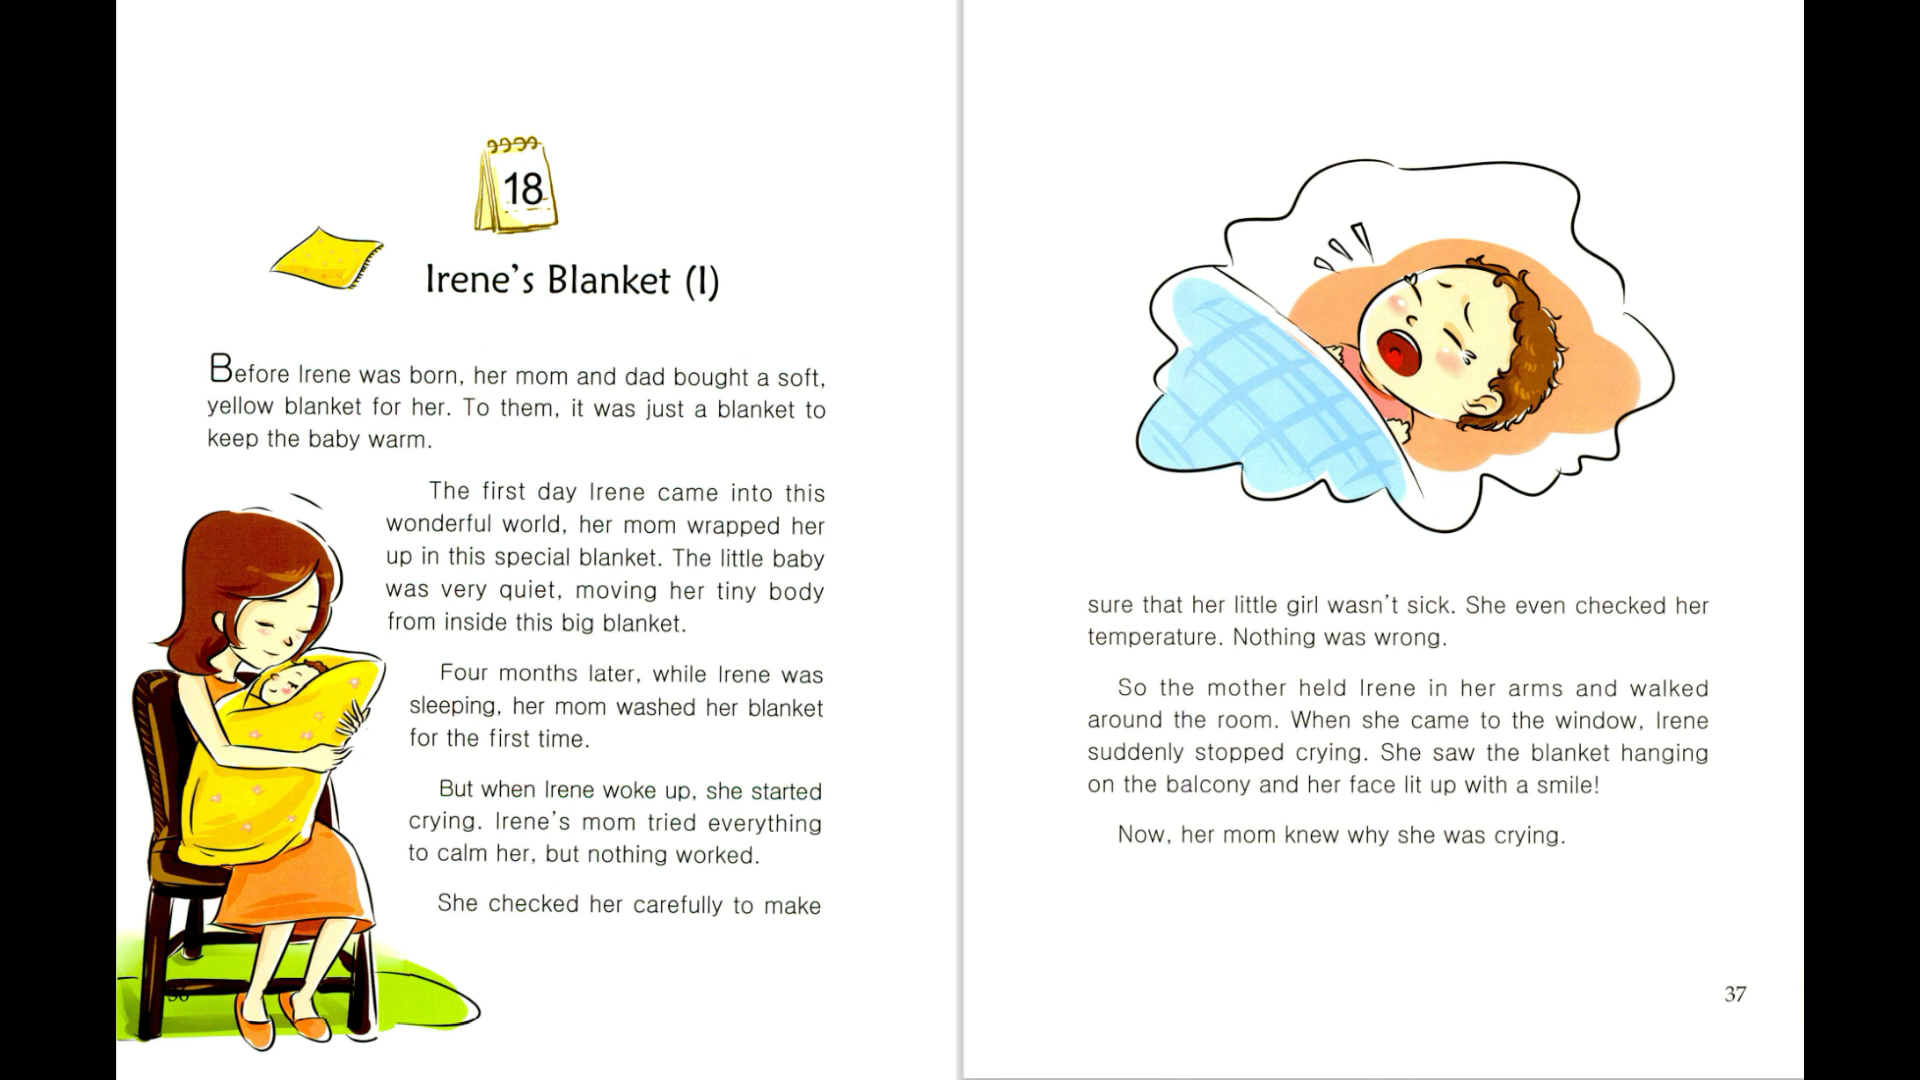 18
Irene's Blanket (I)
Before Irene was born, her mom and dad bought a soft,
yellow blanket for her. To them, it was just a blanket to
keep the baby warm.
The first day Irene came into this
wonderful world, her mom wrapped her
up in this special blanket. The little baby
was very quiet, moving her tiny body
from inside this big blanket.
Four months later, while Irene was
sleeping, her mom washed her blanket
for the first time.
But when Irene woke up, she started
crying. Irene's mom tried everything
to calm her, but nothing worked.
She checked her carefully to make
36
sure that her little girl wasn't sick. She even checked her
temperature. Nothing was wrong.
So the mother held Irene in her arms and walked
around the room. When she came to the window, Irene
suddenly stopped crying. She saw the blanket hanging
on the balcony and her face lit up with a smile!
Now, her mom knew why she was crying.
37